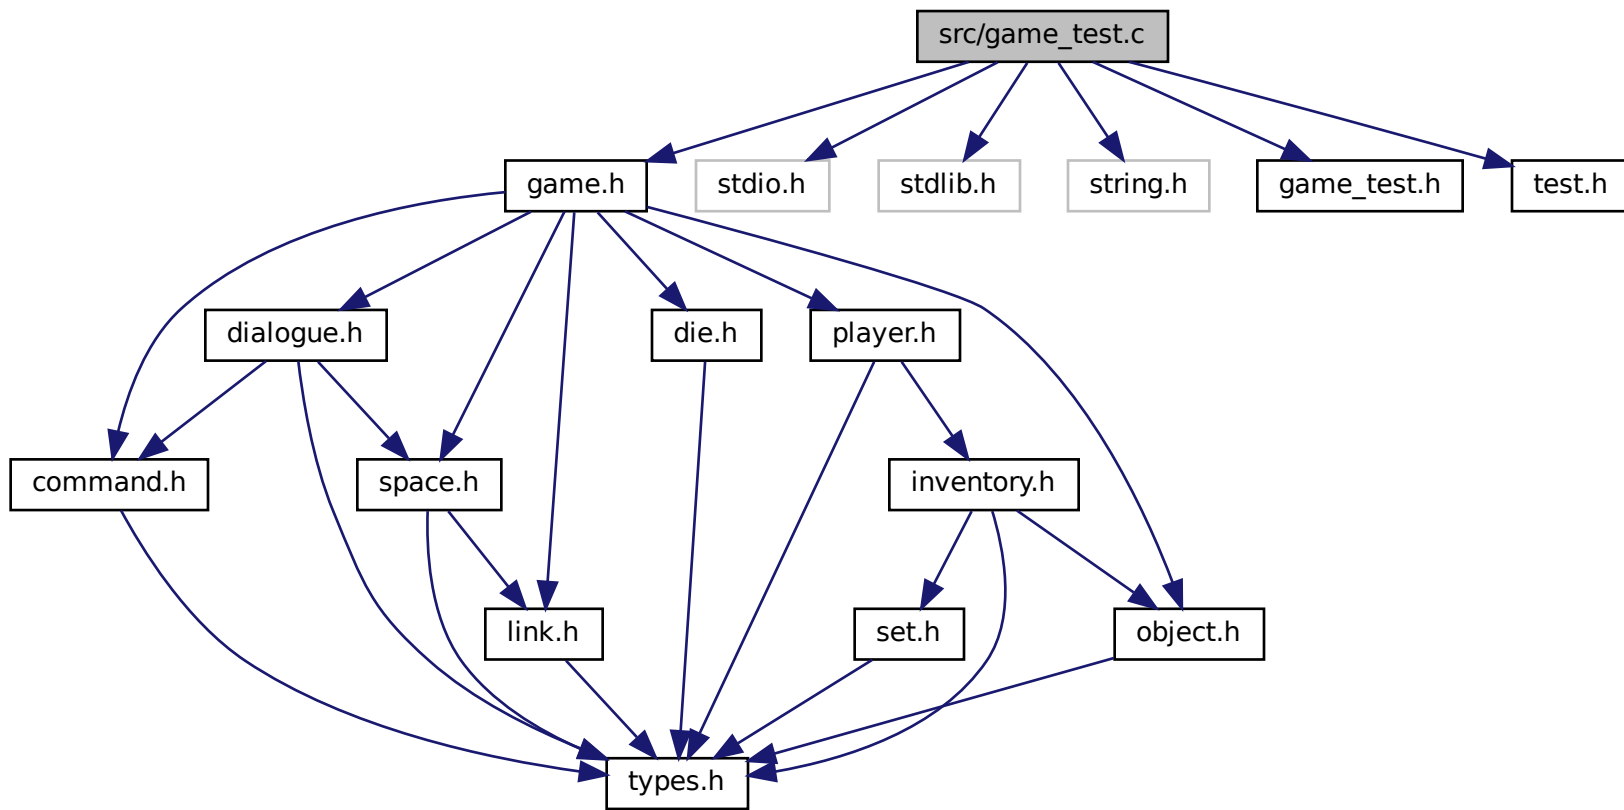 src/game_test.c
game.h
stdio.h
stdlib.h
string.h
game_test.h
test.h
dialogue.h
die.h
player.h
command.h
space.h
inventory.h
link.h
set.h
object.h
types.h